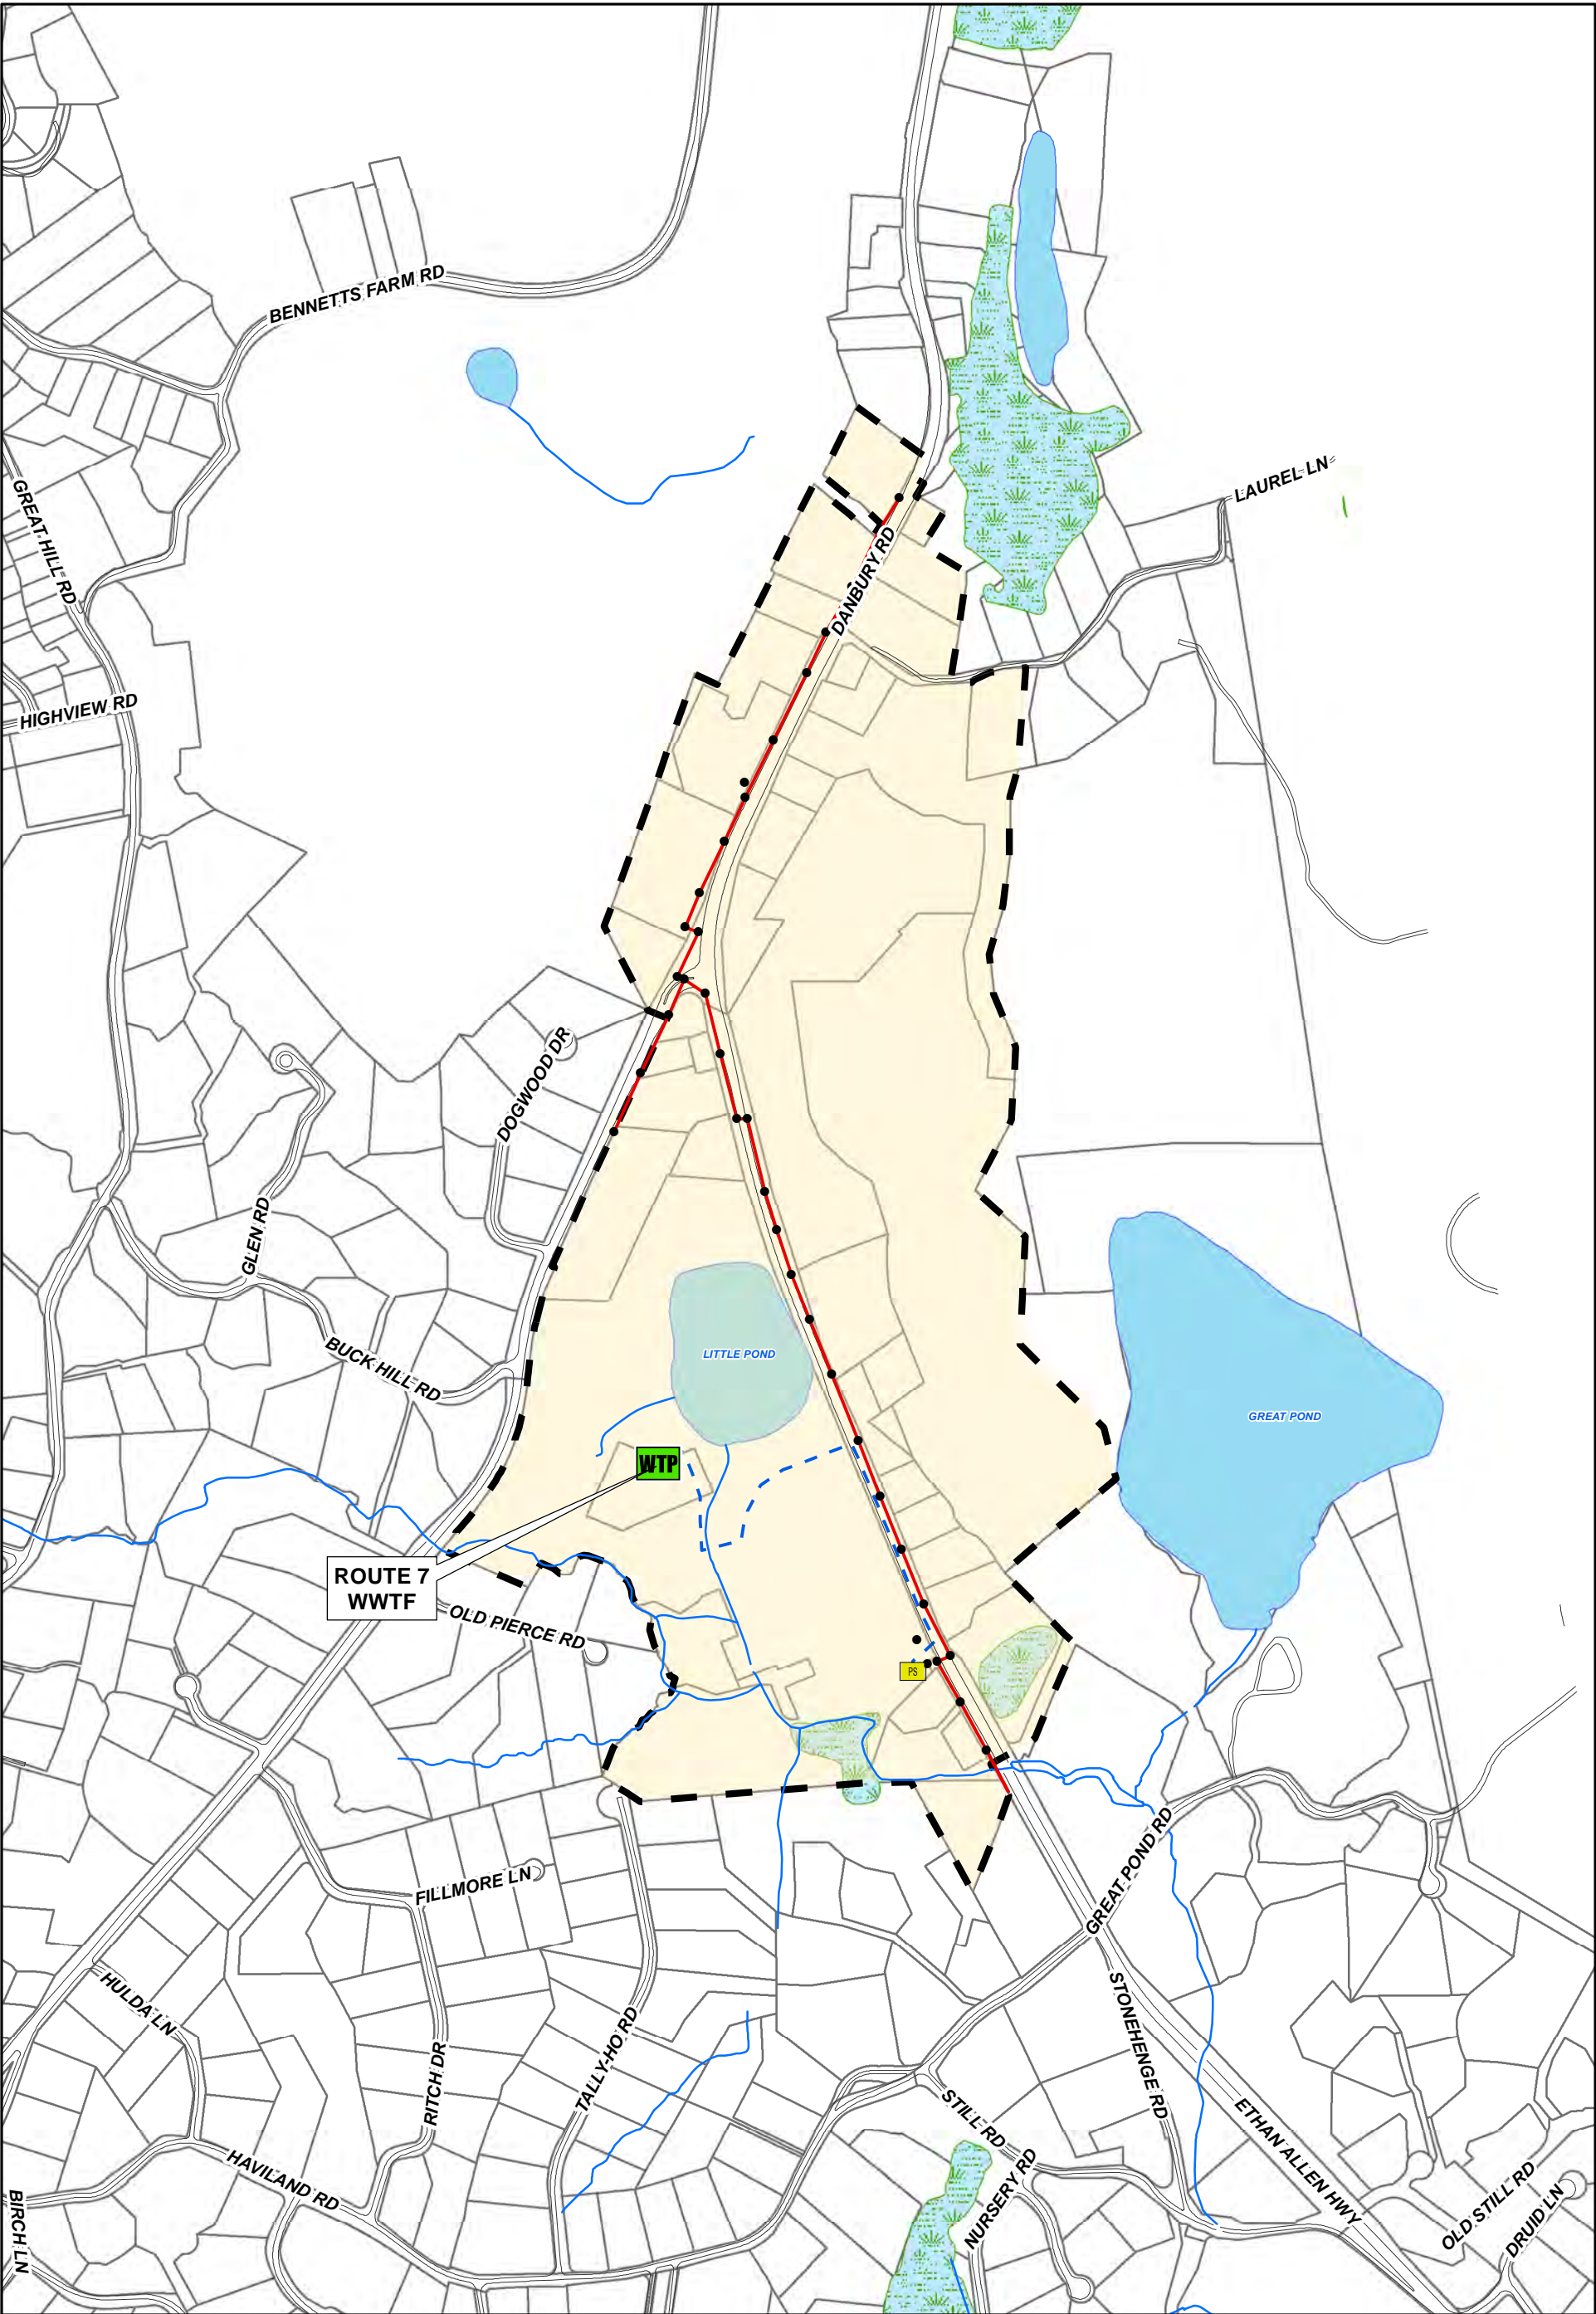 BENNETTS FARM RD
LAUREL LN
GREAT HILL RD
DANBURY RD
HIGHVIEW RD
DOGWOOD DR
GLEN RD
BUCK HILL RD
LITTLE POND
GREAT POND
WTP
ROUTE 7
WWTF
OLD PIERCE RD
PS
FILLMORE LN
GREAT POND RD
HULDA LN
RITCH DR
TALLY-HO RD
STONEHENGE RD
STILL RD
ETHAN ALLEN HWY
HAVILAND RD
NURSERY RD
OLD STILL RD
DRUID LN
BIRCH LN